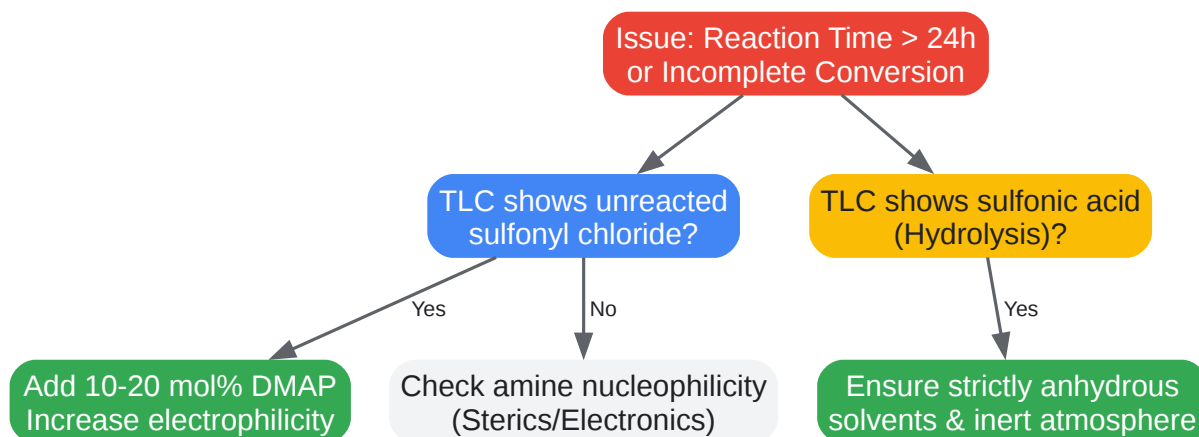 Issue: Reaction Time > 24h
or Incomplete Conversion
TLC shows unreacted
sulfonyl chloride?
TLC shows sulfonic acid
(Hydrolysis)?
Yes
No
Yes
Add 10-20 mol% DMAP
Increase electrophilicity
Check amine nucleophilicity
(Sterics/Electronics)
Ensure strictly anhydrous
solvents & inert atmosphere